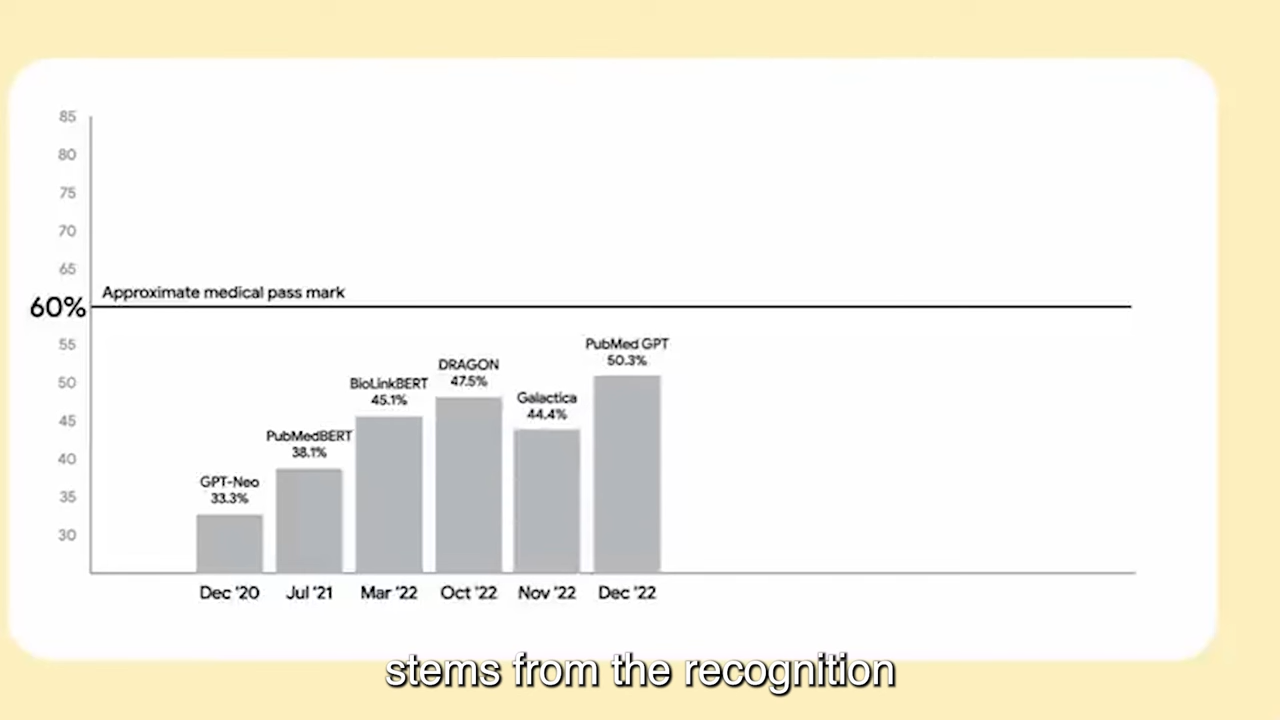 85
80
75
70
65
Approximate medical pass mark
60%
55
50
45
40
35
30
GPT-Neo
33.3%
PubMedBERT
38.1%
BioLinkBERT
45.1%
DRAGON
47.5%
Galactica
44.4%
PubMed GPT
50.3%
Dec '20 Jul '21 Mar '22 Oct '22 Nov '22 Dec '22
stems from the recognition